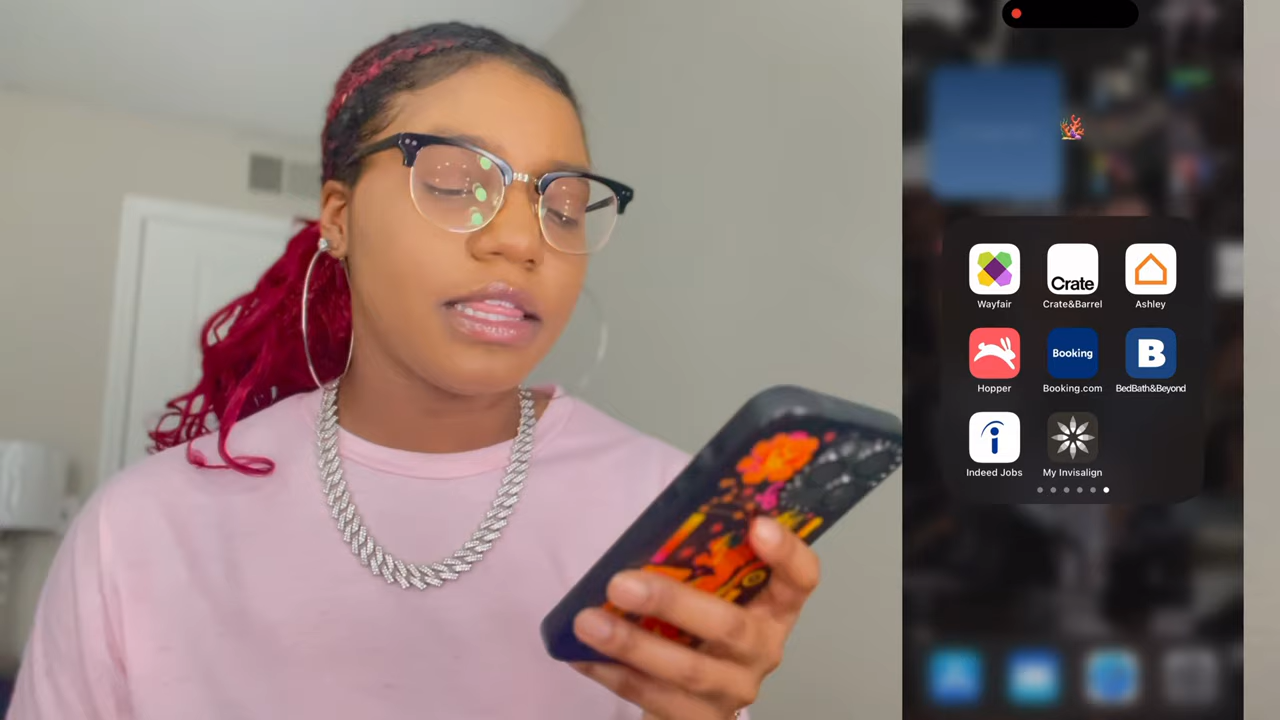 Wayfair
Crate
Crate&Barrel
Ashley
Hopper
Booking
Booking.com
B
BedBath&Beyond
Indeed Jobs
My Invisalign